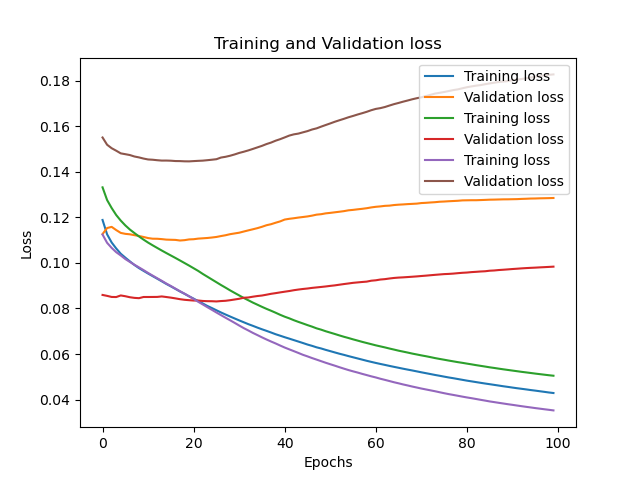 Training and Validation loss
Loss
0.18
0.16
0.14
0.12
0.10
0.08
0.06
0.04
Training loss
Validation loss
Training loss
Validation loss
Training loss
Validation loss
0 20 40 60 80 100
Epochs